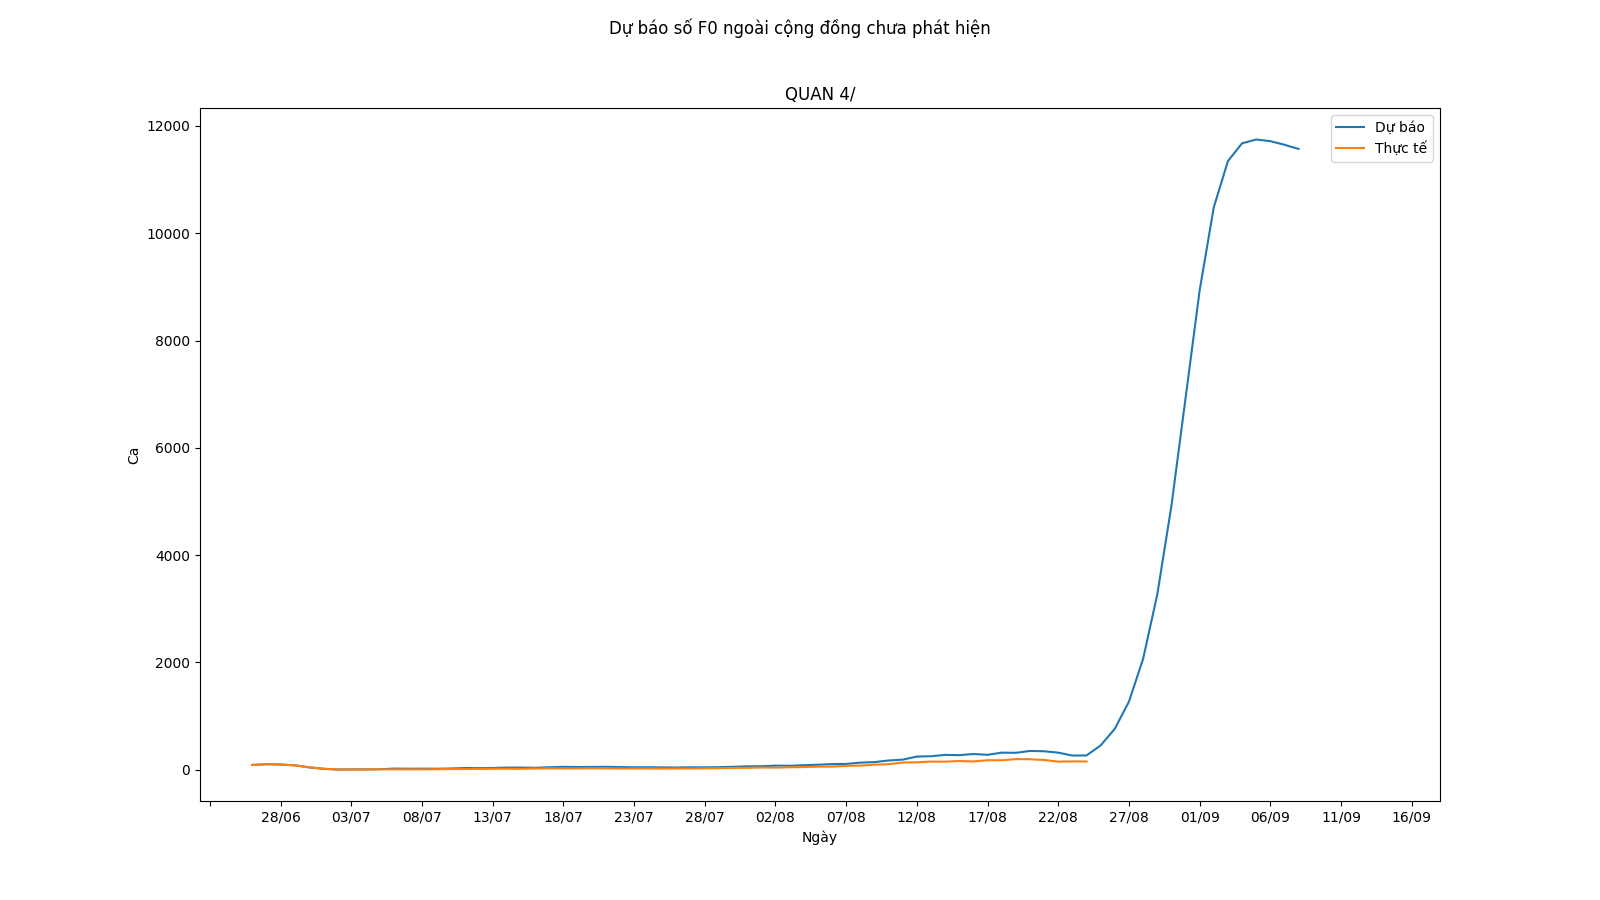 Dự báo số F0 ngoài cộng đồng chưa phát hiện
QUAN 4/
12000
10000
8000
6000
4000
2000
0
Ca
Dự báo
Thực tế
28/06 03/07 08/07 13/07 18/07 23/07 28/07 02/08 07/08 12/08 17/08 22/08 27/08 01/09 06/09 11/09 16/09
Ngày